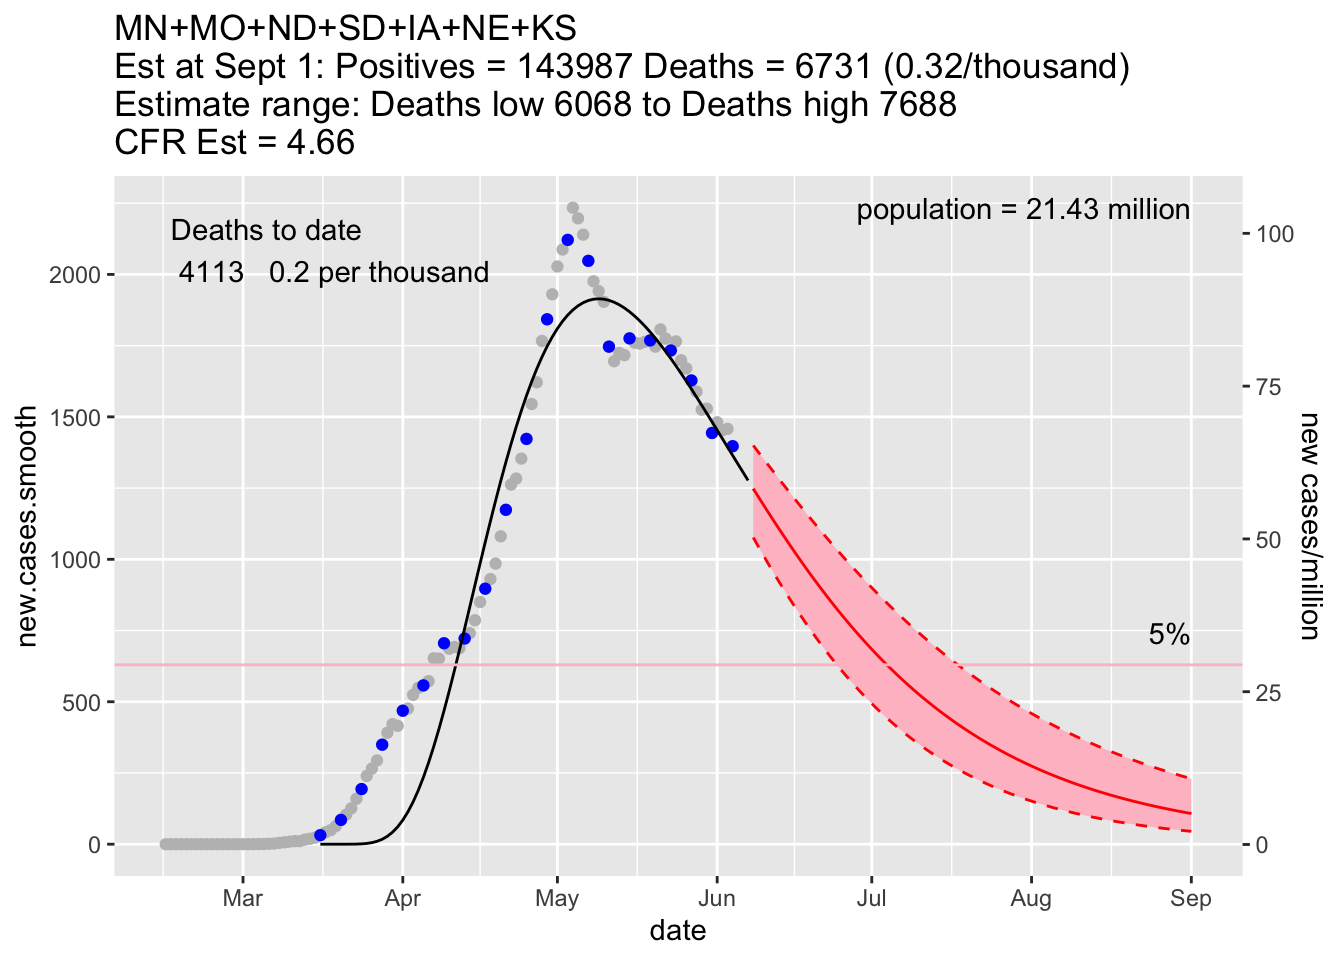 MN+MO+ND+SD+IA+NE+KS
Est at Sept 1: Positives = 143987 Deaths = 6731 (0.32/thousand)
Estimate range: Deaths low 6068 to Deaths high 7688
CFR Est = 4.66
Deaths to date
4113 0.2 per thousand
population = 21.43 million
5%
new.cases.smooth
2000
1500
1000
500
0
100
75
50
25
0
new cases/million
Mar Apr May Jun Jul Aug Sep
date